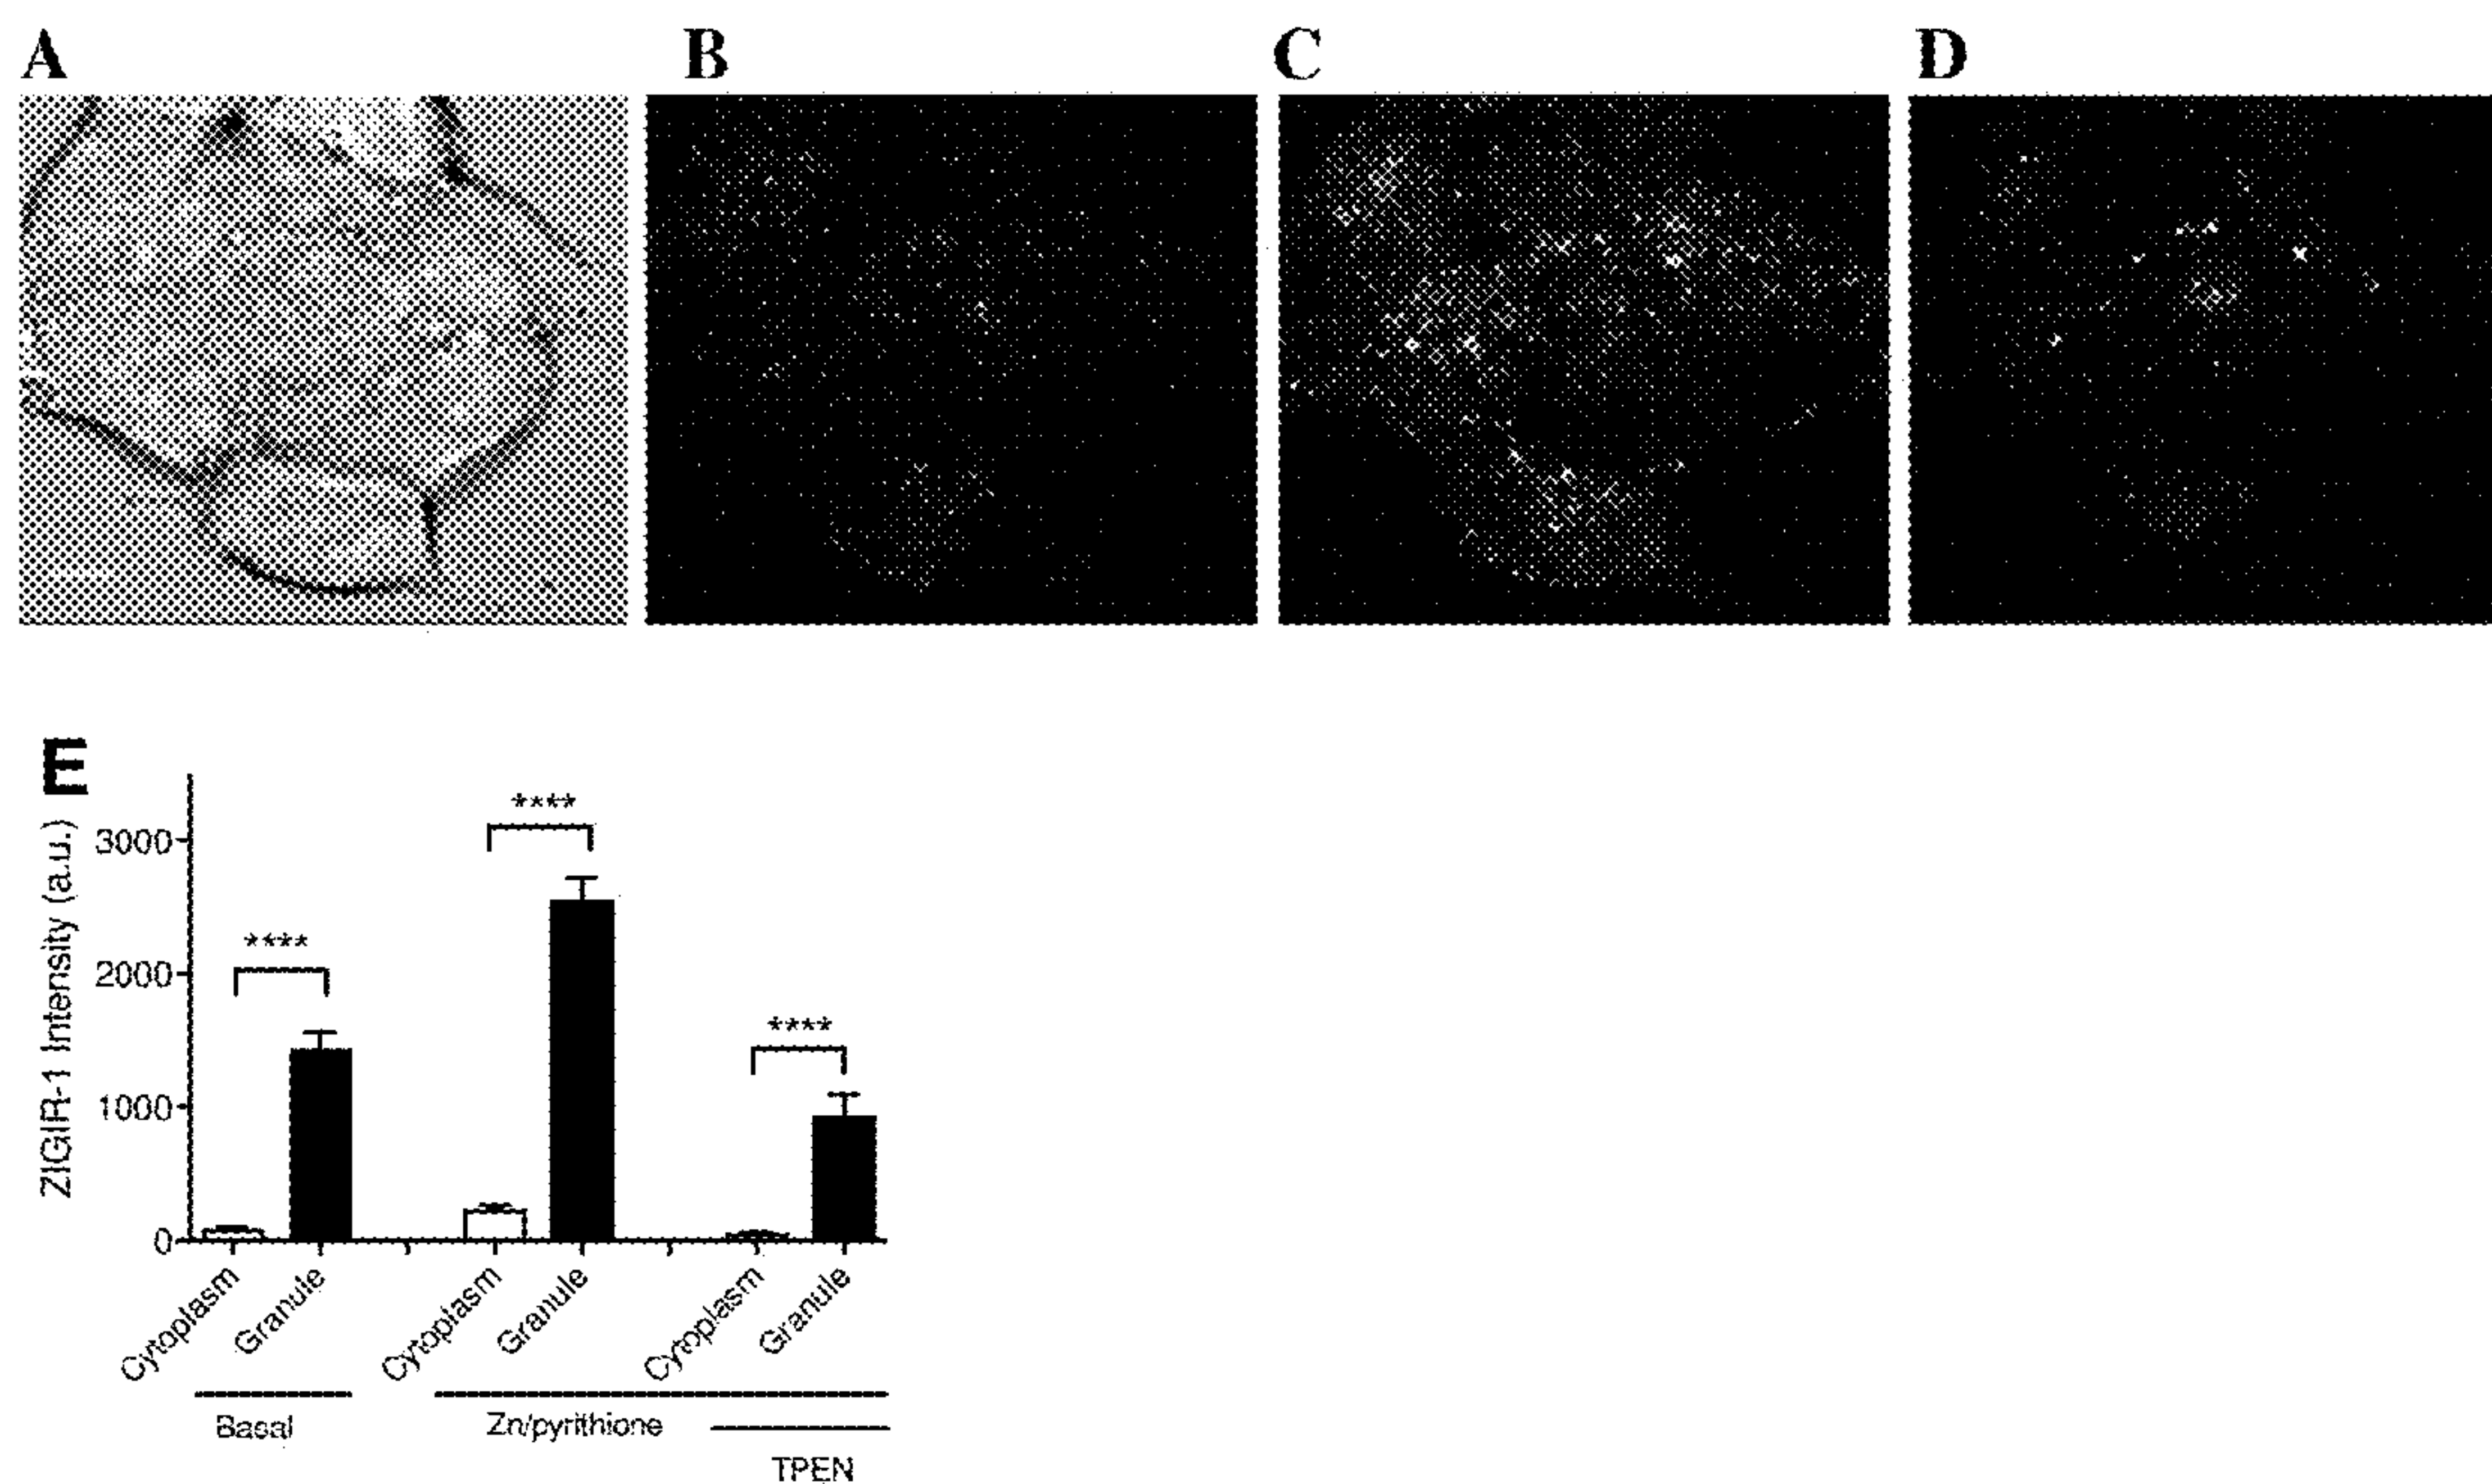 A B C D
E
ZIGIR-1 Intensity (a.u.)
3000
2000
1000
0
****
****
****
Cytoplasm
Granule
Cytoplasm
Granule
Cytoplasm
Granule
Basal
Zn/pyrithione
TPEN